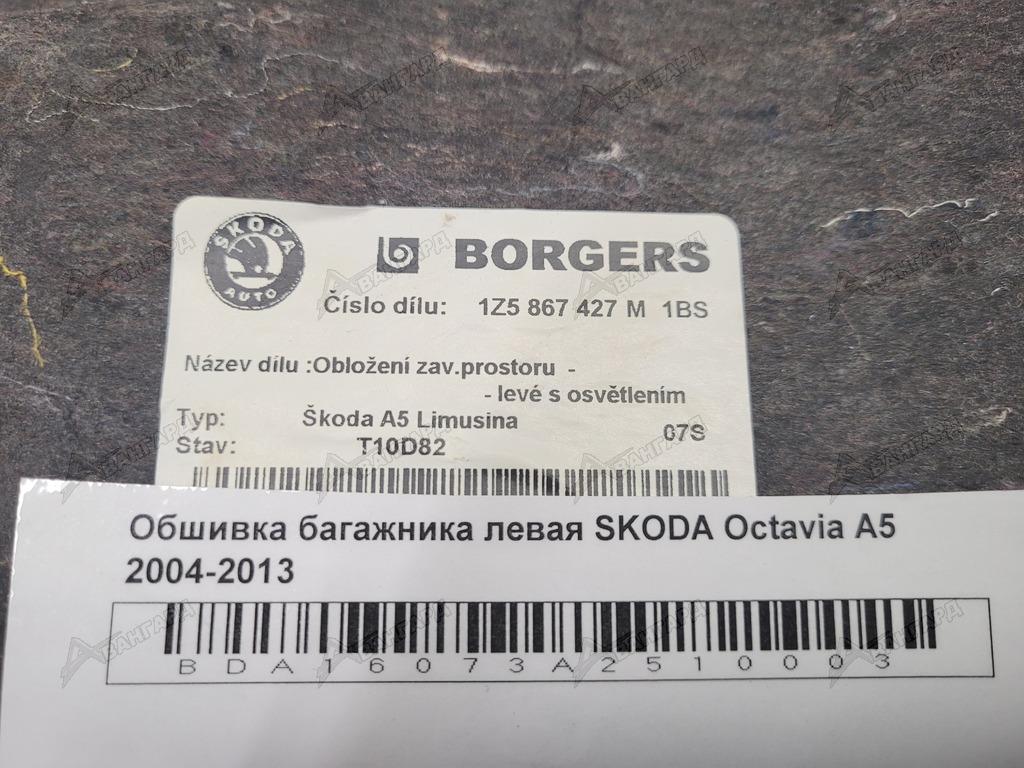 ŠKODA
AUTO
BORGERS
Číslo dílu: 1Z5 867 427 M 1BS
Název dílu :Obložení zav.prostoru -
- levé s osvětlením
Typ: Škoda A5 Limusina
07S
Stav: T10D82
Обшивка багажника левая SKODA Octavia A5
2004-2013
BDA16073A2510003
АВАНГАРД